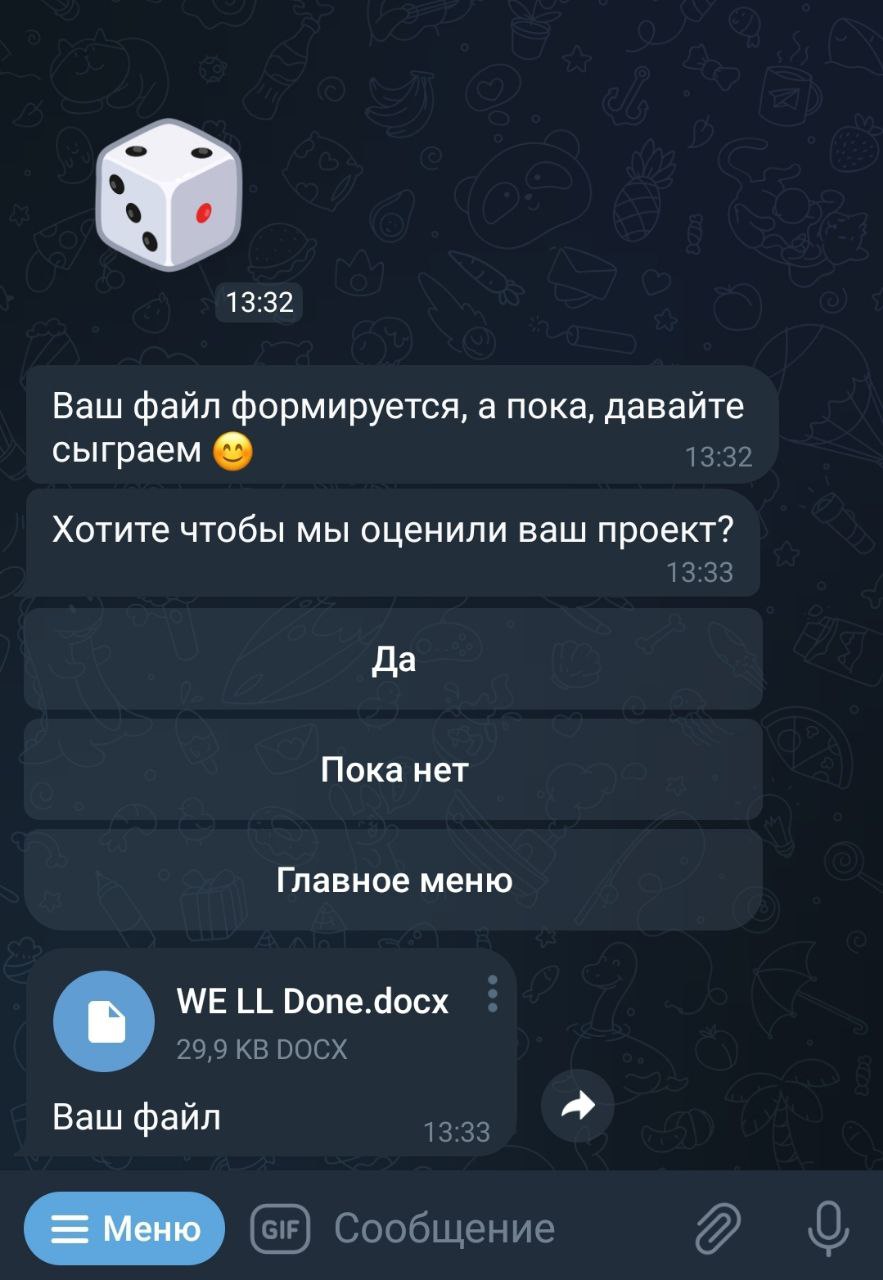 13:32
Ваш файл формируется, а пока, давайте
сыграем 😊
13:32
Хотите чтобы мы оценили ваш проект?
13:33
Да
Пока нет
Главное меню
WE LL Done.docx
29,9 KB DOCX
Ваш файл
13:33
Меню
GIF
Сообщение